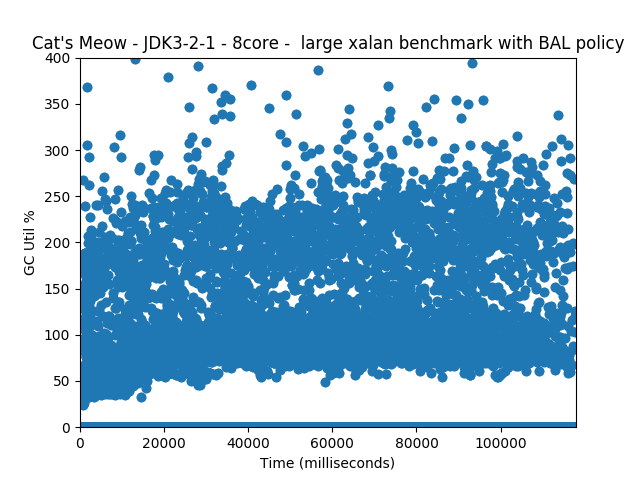 Cat's Meow - JDK3-2-1 - 8core -  large xalan benchmark with BAL policy
400
350
300
250
200
150
100
50
0
GC Util %
0 20000 40000 60000 80000 100000
Time (milliseconds)